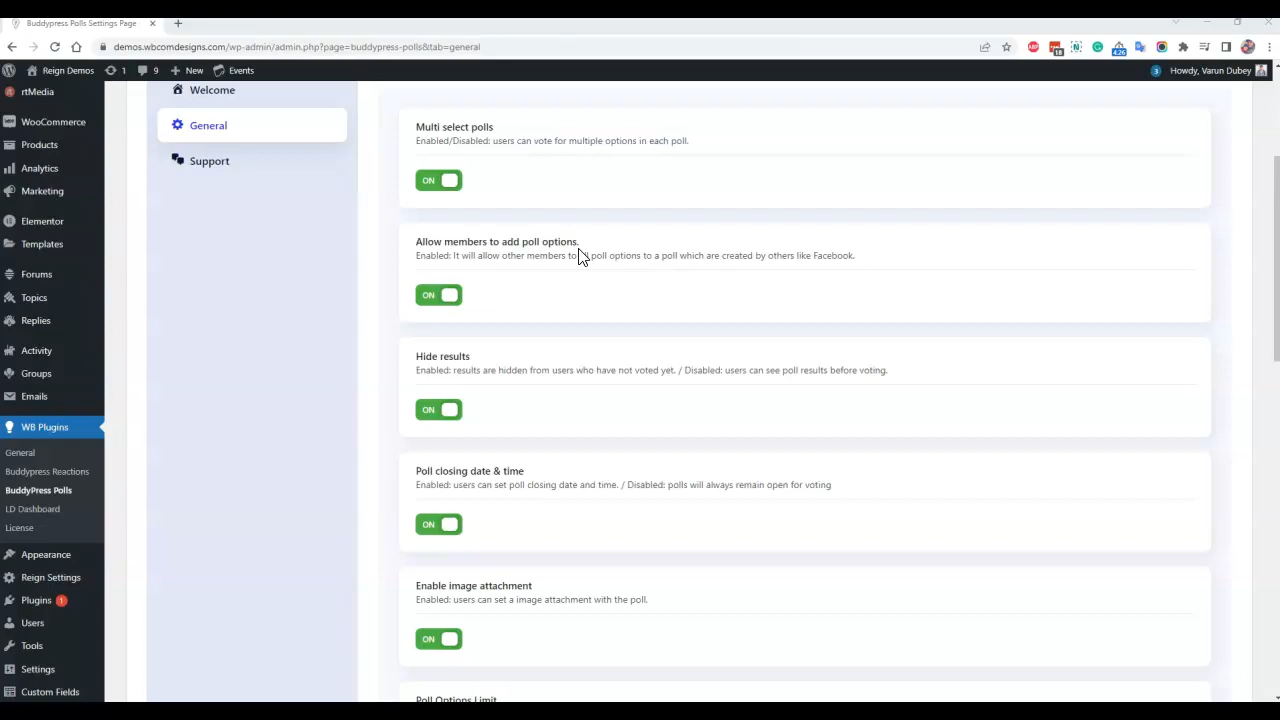 Buddypress Polls Settings Page
demos.wbcomdesigns.com/wp-admin/admin.php?page=buddypress-polls&tab=general
ABP
18
N
G
4.26
Reign Demos
1
9
New
Events
3
Howdy, Varun Dubey
rtMedia
WooCommerce
Products
Analytics
Marketing
Elementor
Templates
Forums
Topics
Replies
Activity
Groups
Emails
WB Plugins
General
Buddypress Reactions
BuddyPress Polls
LD Dashboard
License
Appearance
Reign Settings
Plugins 1
Users
Tools
Settings
Custom Fields
Welcome
General
Support
Multi select polls
Enabled/Disabled: users can vote for multiple options in each poll.
ON
Allow members to add poll options.
Enabled: It will allow other members to poll options to a poll which are created by others like Facebook.
ON
Hide results
Enabled: results are hidden from users who have not voted yet. / Disabled: users can see poll results before voting.
ON
Poll closing date & time
Enabled: users can set poll closing date and time. / Disabled: polls will always remain open for voting
ON
Enable image attachment
Enabled: users can set a image attachment with the poll.
ON
Poll Options Limit